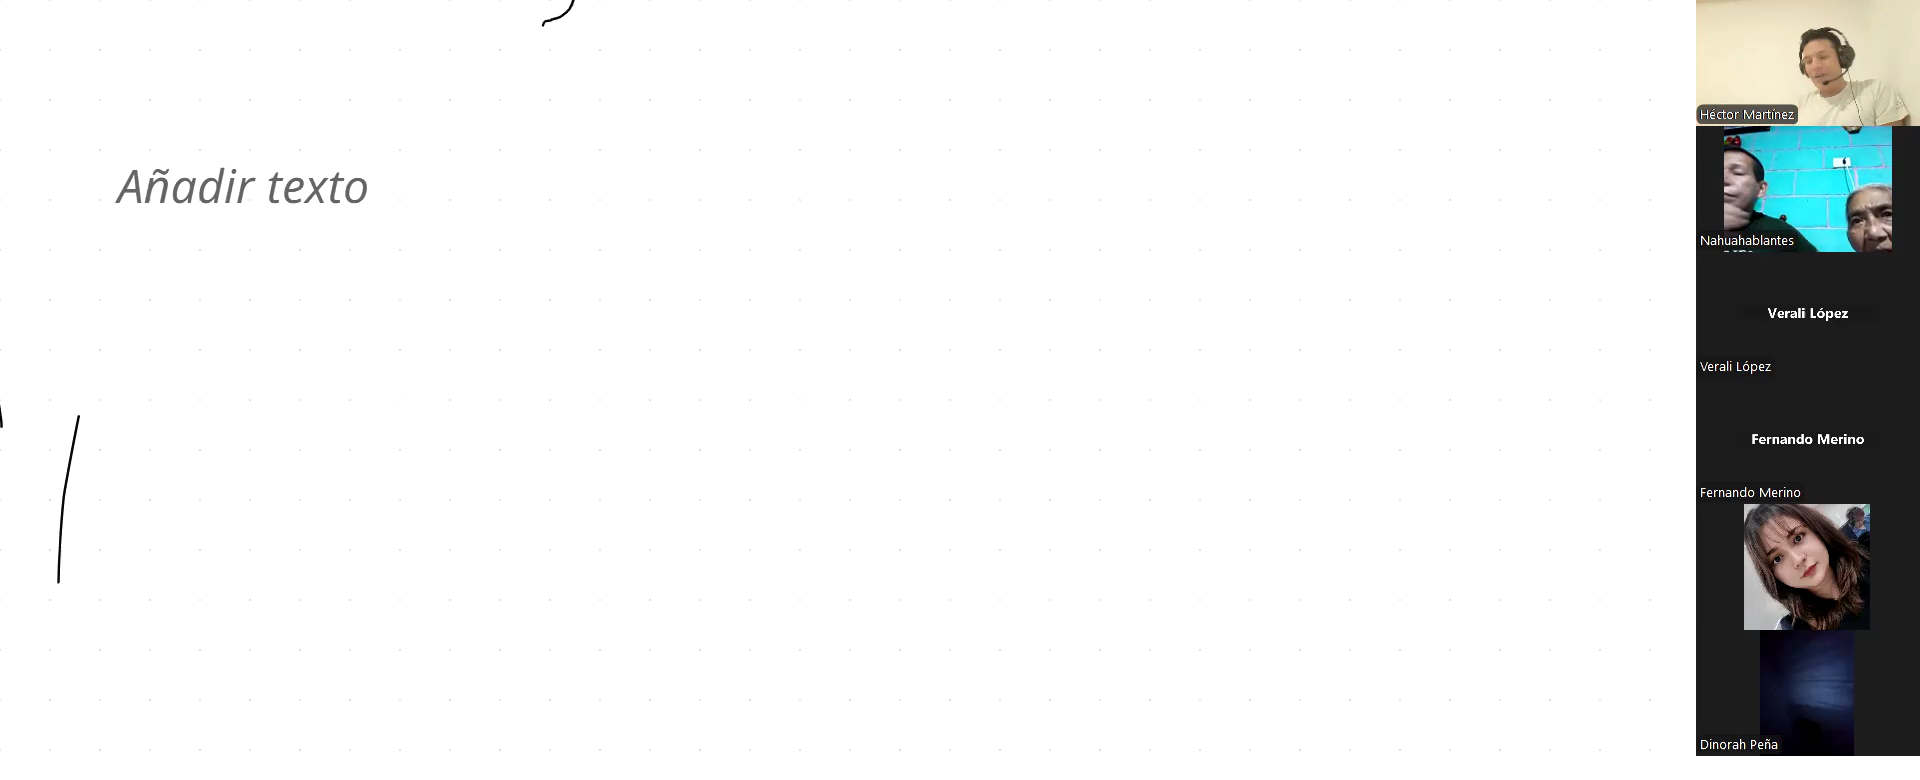 Añadir texto
Héctor Martínez
Nahuahablantes
Verali López
Verali López
Fernando Merino
Fernando Merino
Dinorah Peña